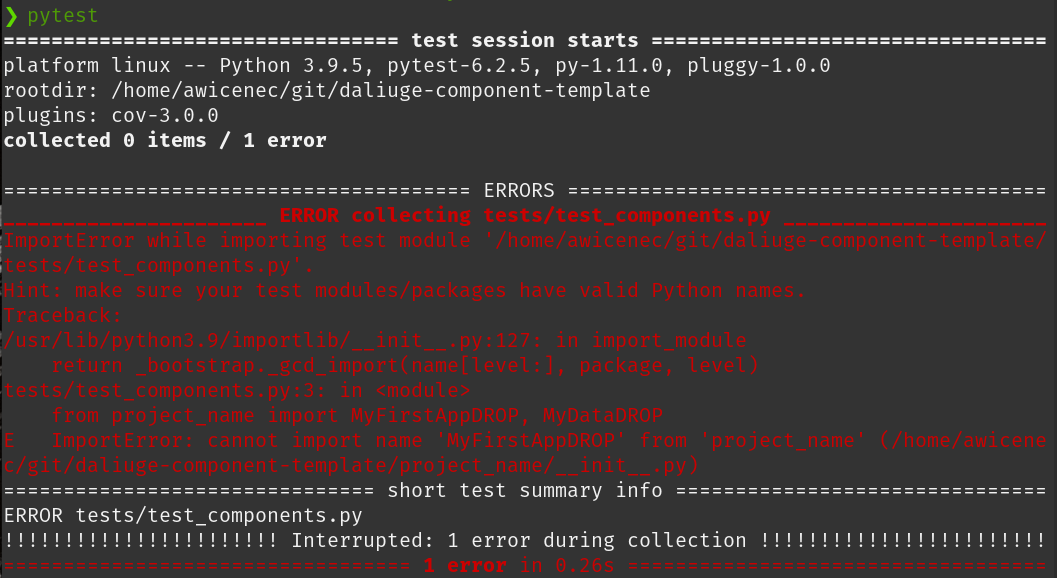 ❯ pytest
================================= test session starts =================================
platform linux -- Python 3.9.5, pytest-6.2.5, py-1.11.0, pluggy-1.0.0
rootdir: /home/awicenec/git/daliuge-component-template
plugins: cov-3.0.0
collected 0 items / 1 error

======================================= ERRORS ========================================
______________________ ERROR collecting tests/test_components.py ______________________
ImportError while importing test module '/home/awicenec/git/daliuge-component-template/
tests/test_components.py'.
Hint: make sure your test modules/packages have valid Python names.
Traceback:
/usr/lib/python3.9/importlib/__init__.py:127: in import_module
    return _bootstrap._gcd_import(name[level:], package, level)
tests/test_components.py:3: in <module>
    from project_name import MyFirstAppDROP, MyDataDROP
E   ImportError: cannot import name 'MyFirstAppDROP' from 'project_name' (/home/awicene
c/git/daliuge-component-template/project_name/__init__.py)
=============================== short test summary info ===============================
ERROR tests/test_components.py
!!!!!!!!!!!!!!!!!!!!!!! Interrupted: 1 error during collection !!!!!!!!!!!!!!!!!!!!!!!!
================================== 1 error in 0.26s ===================================